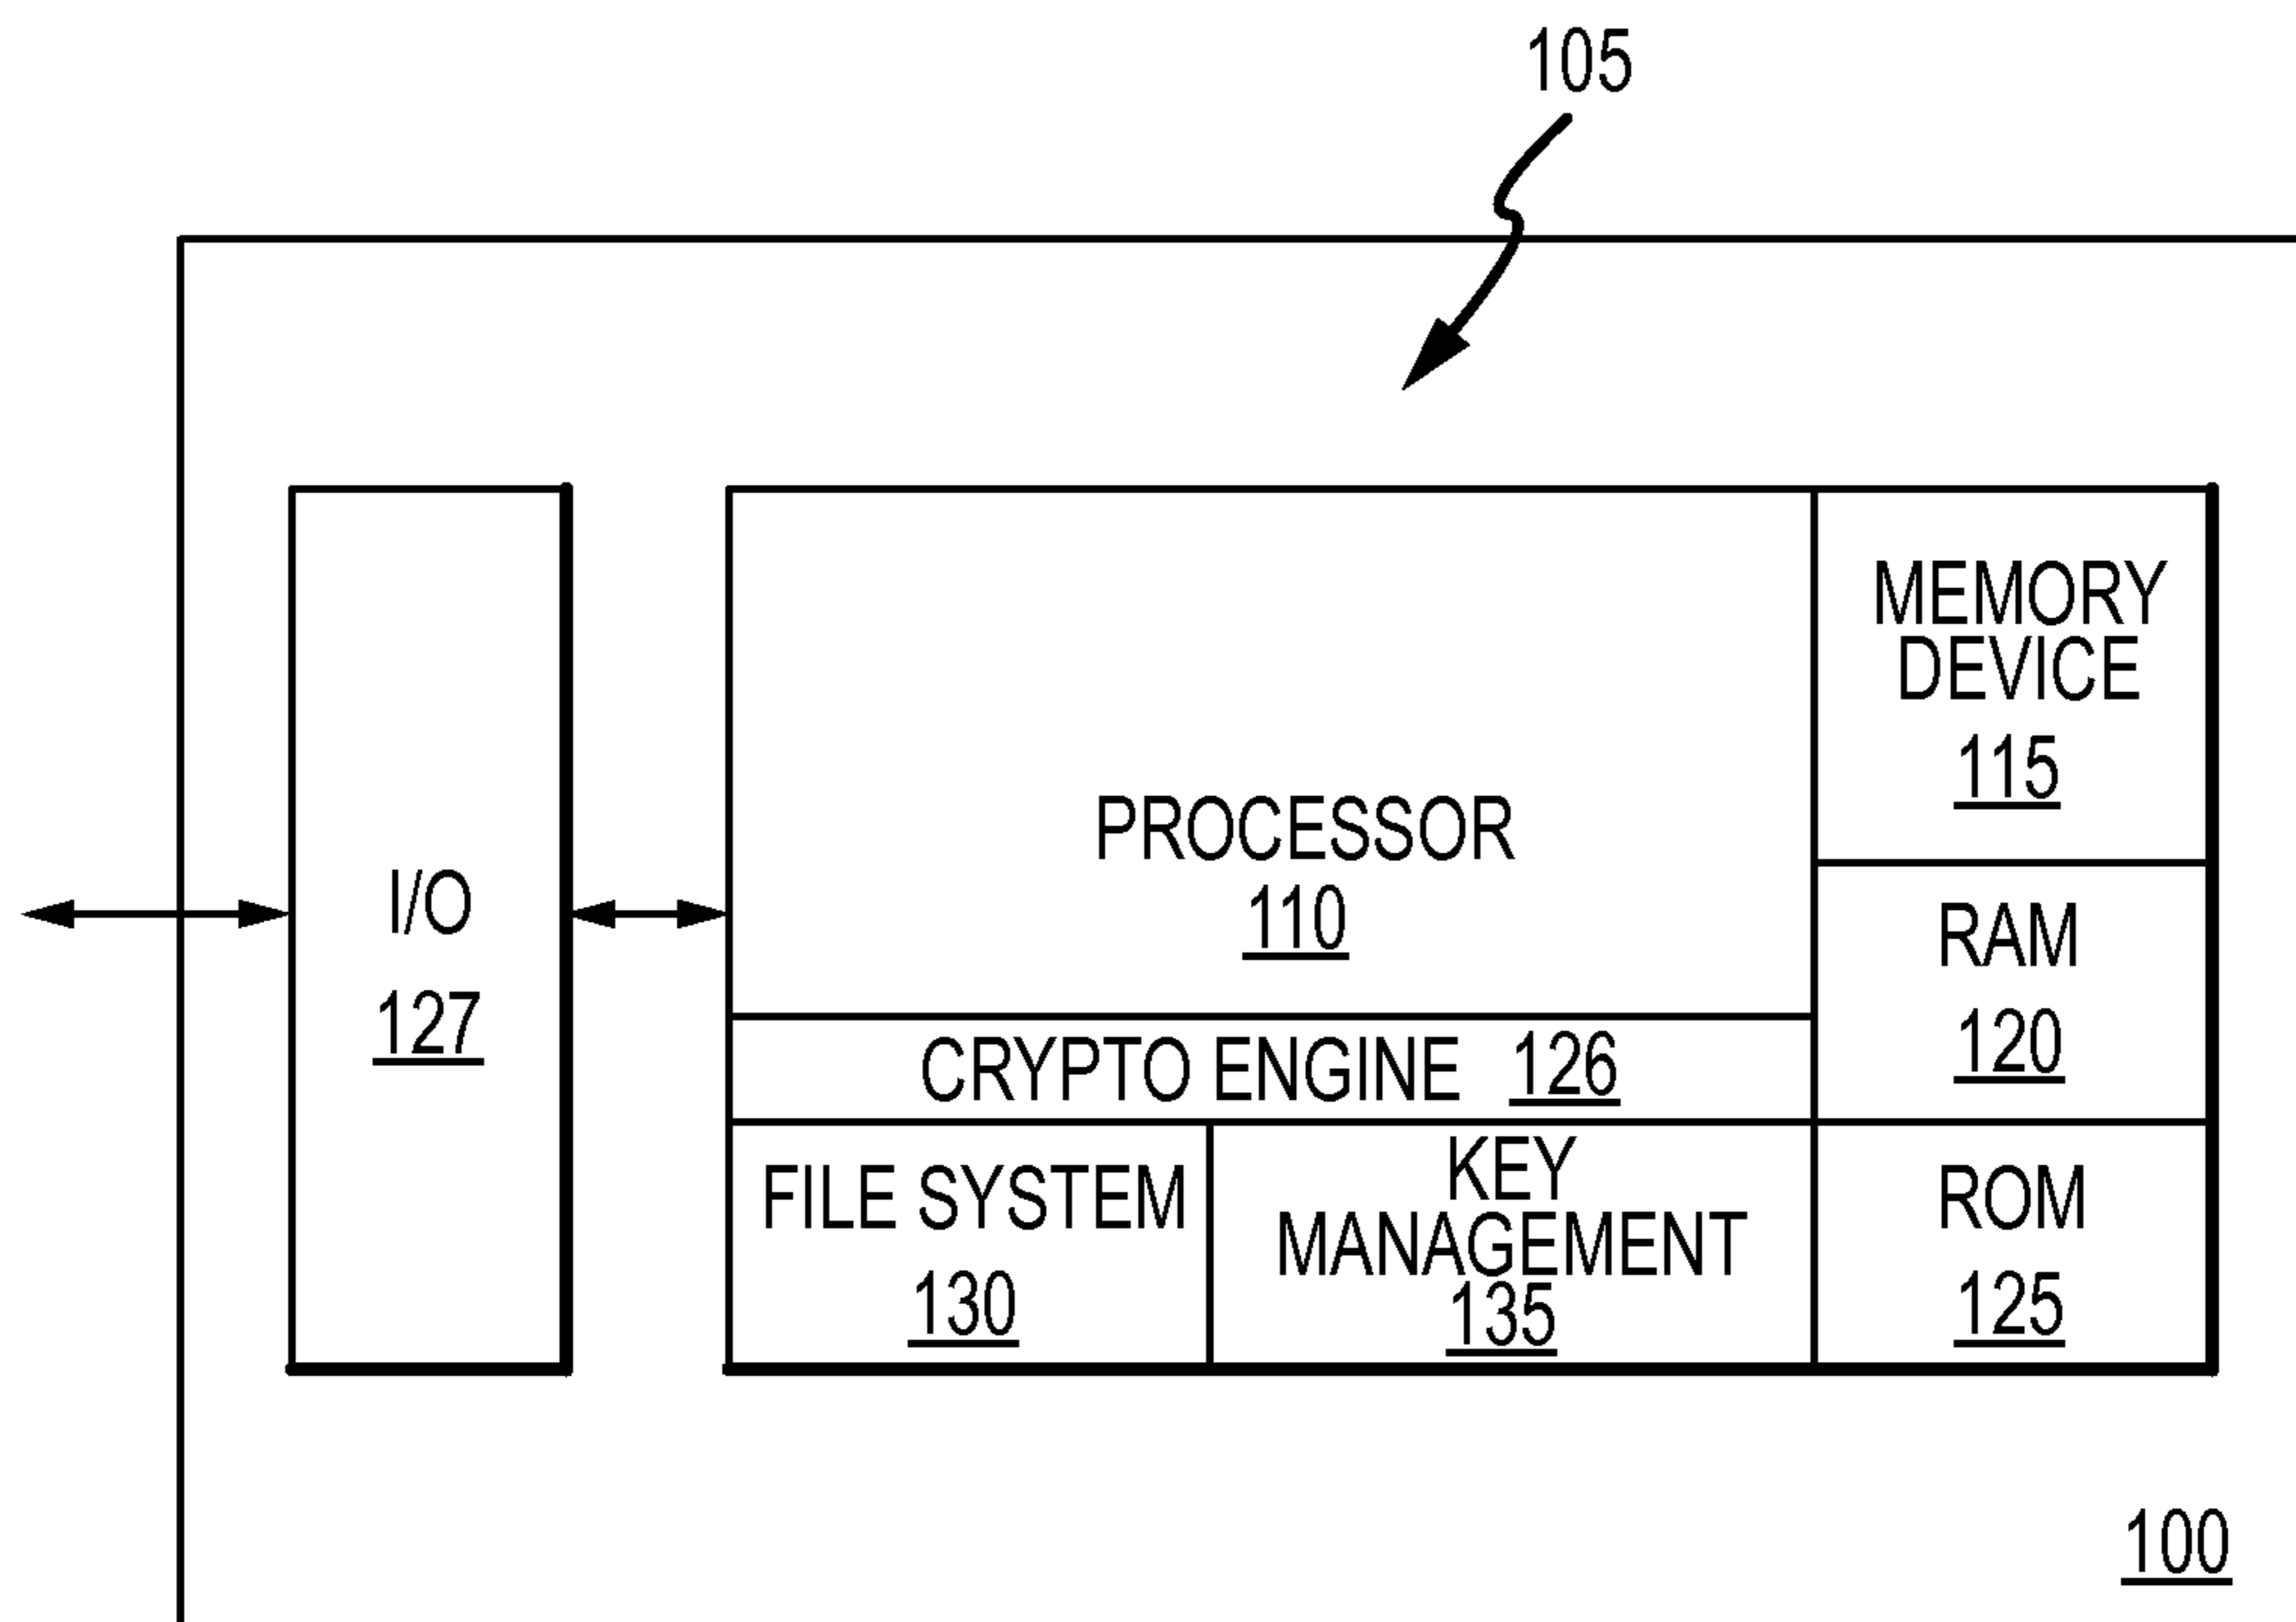 105
MEMORY
DEVICE
115
PROCESSOR
110
I/O
127
RAM
120
CRYPTO ENGINE 126
FILE SYSTEM
130
KEY
MANAGEMENT
135
ROM
125
100